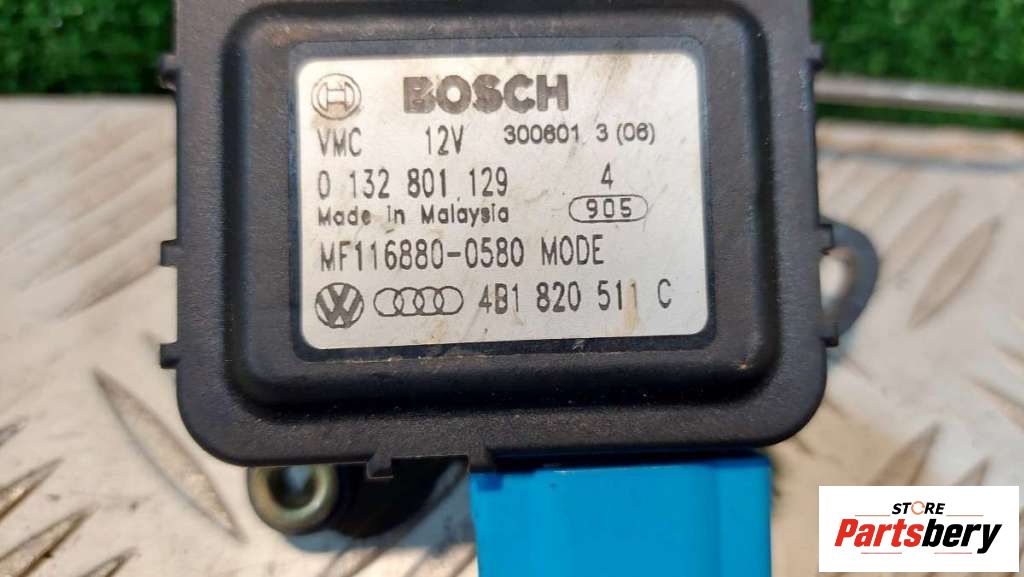 BOSCH
VMC 12V 300601 3 (06)
0 132 801 129 4
Made in Malaysia 905
MF116880-0580 MODE
4B1 820 511 C
STORE
Partsbery